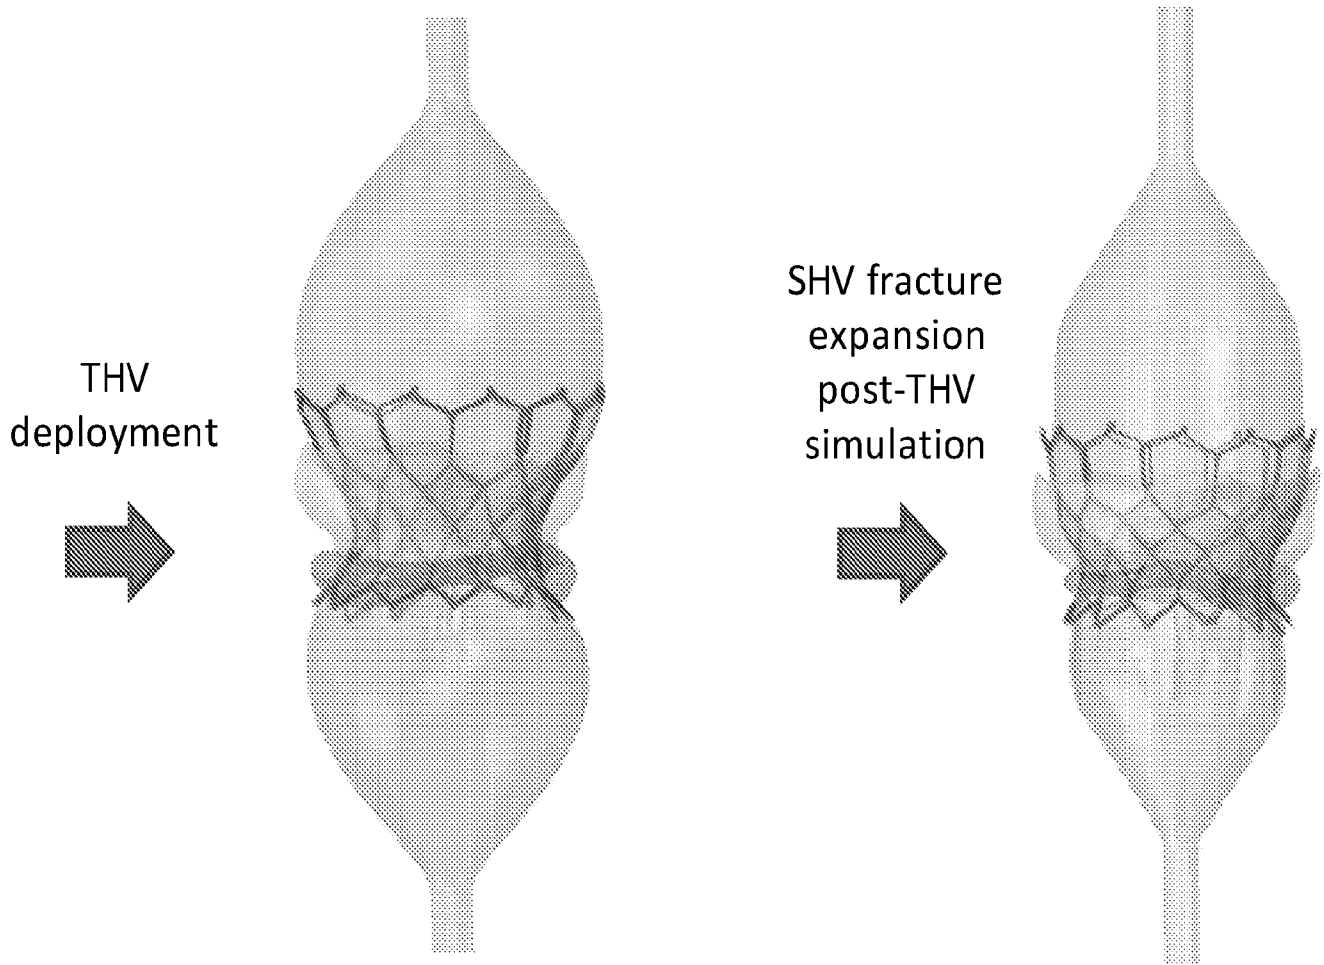 THV
deployment
SHV fracture
expansion
post-THV
simulation